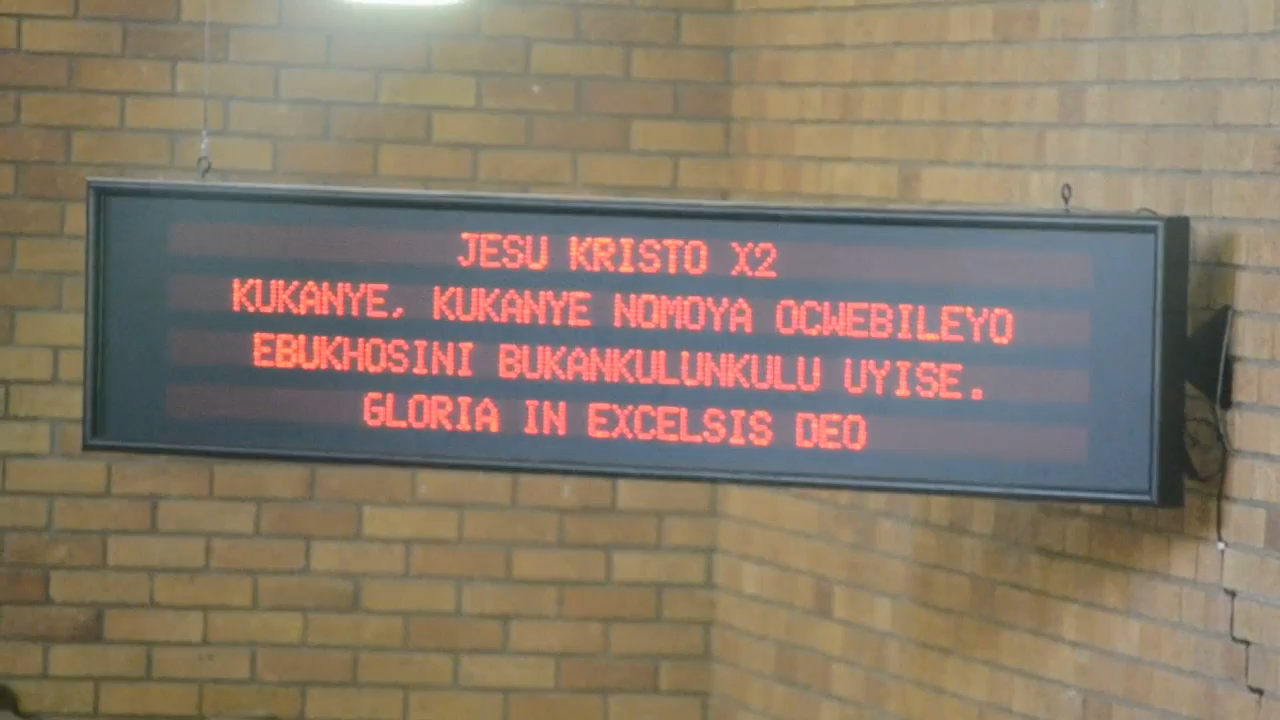 JESU KRISTO X2
KUKANYE, KUKANYE NOMOYA OCWEBILEYO
EBUKHOSINI BUKANKULUNKULU UYISE.
GLORIA IN EXCELSIS DEO